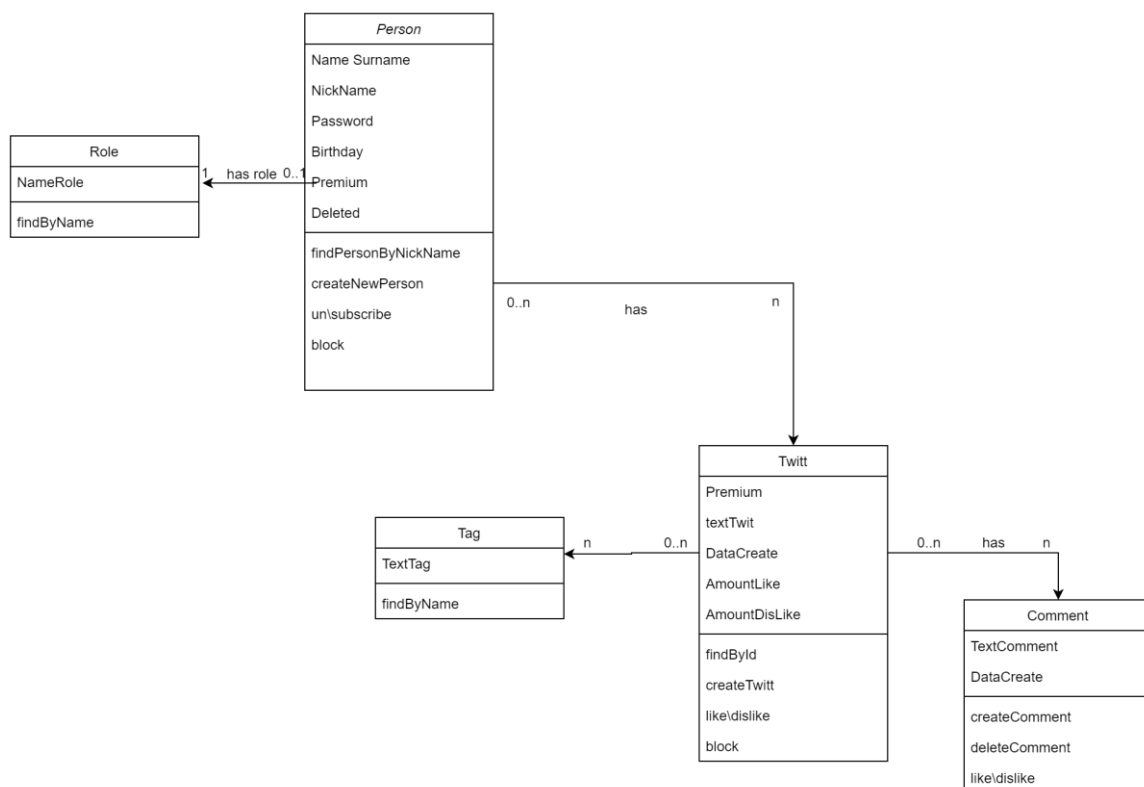 Person
Name Surname
NickName
Password
Birthday
Premium
Deleted
findPersonByNickName
createNewPerson
un\subscribe
block
Role
NameRole
findByName
1
has role
0..1
0..n
has
n
Twitt
Premium
textTwit
DataCreate
AmountLike
AmountDisLike
findById
createTwitt
like\dislike
block
Tag
TextTag
findByName
n
0..n
0..n
has
n
Comment
TextComment
DataCreate
createComment
deleteComment
like\dislike